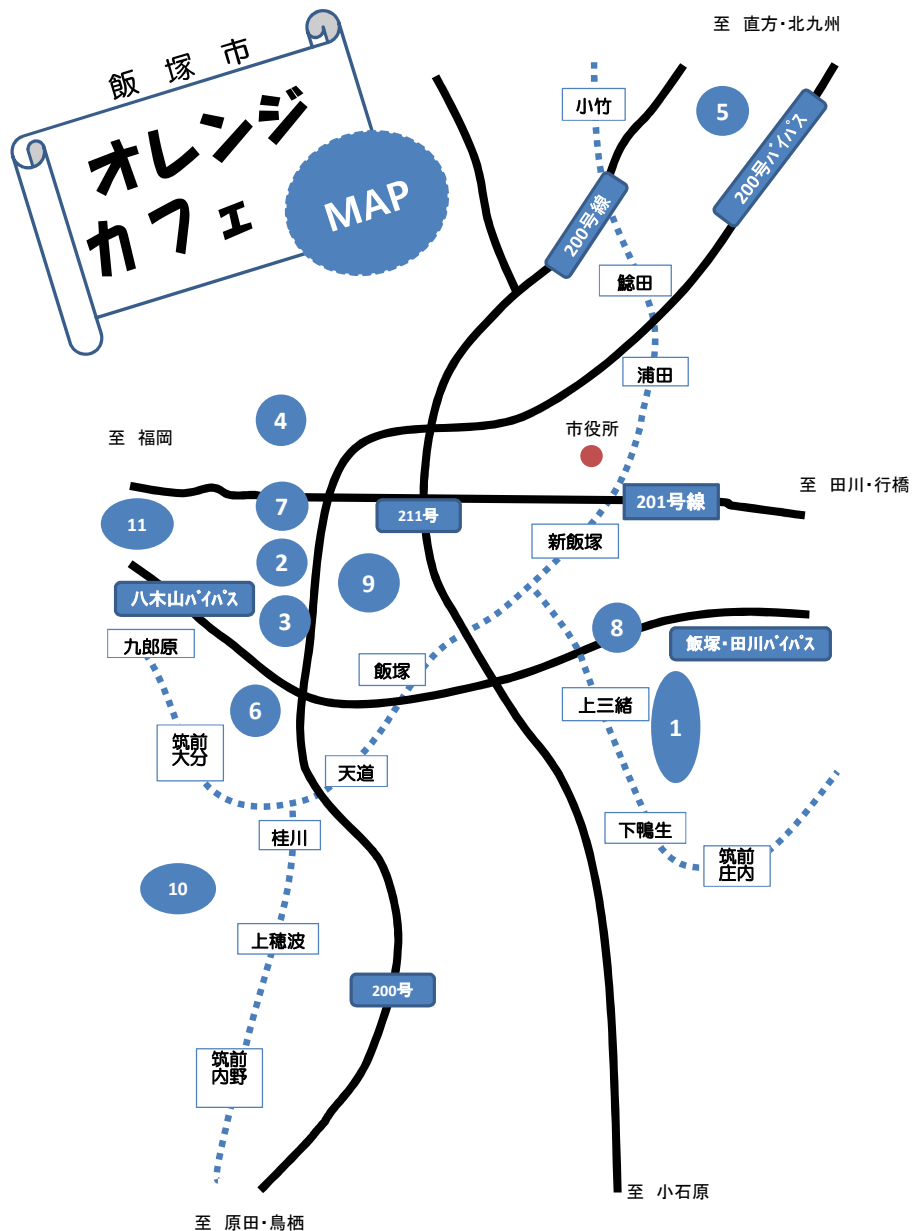 至 直方・北九州
飯塚市
オレンジ
カフェ
MAP
小竹
5
200号バイパス
200号線
鯰田
浦田
4
市役所
至 福岡
至 田川・行橋
7
201号線
211号
11
新飯塚
2
9
八木山バイパス
3
8
九郎原
飯塚・田川バイパス
飯塚
上三緒
6
1
筑前
大分
天道
桂川
下鴨生
筑前
庄内
10
上穂波
200号
筑前
内野
至 小石原
至 原田・鳥栖